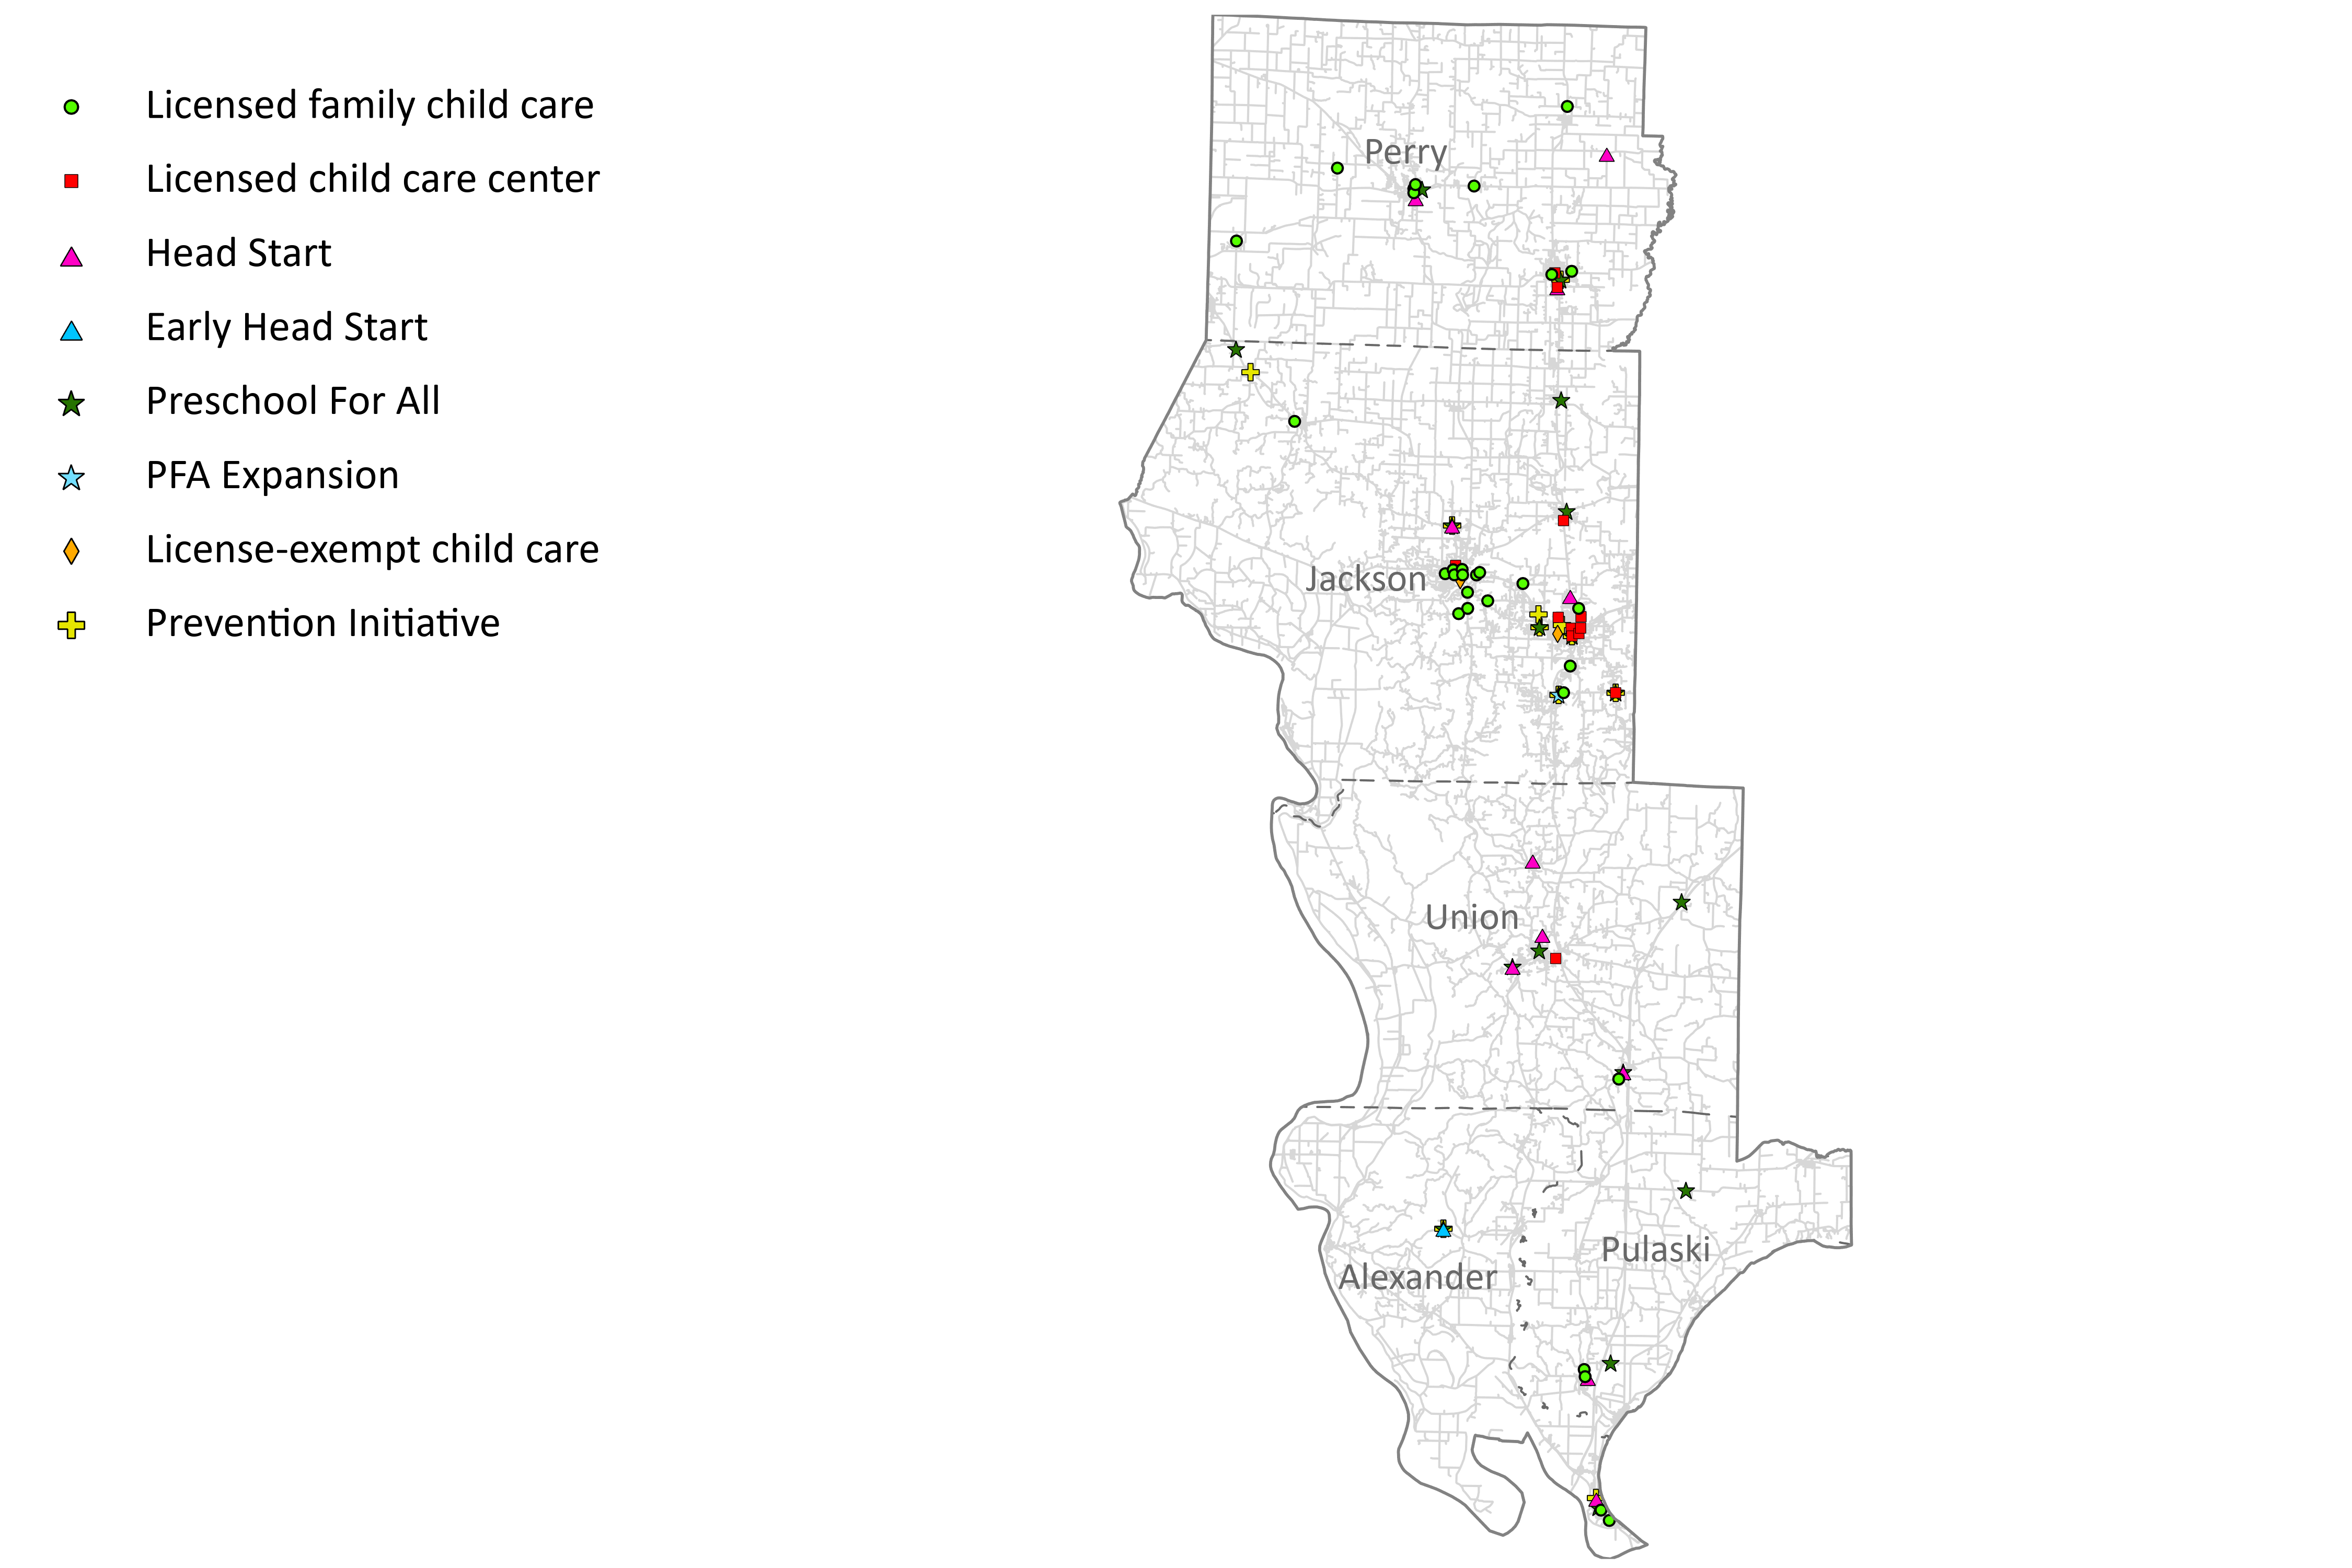 Licensed family child care
Licensed child care center
Head Start
Early Head Start
Preschool For All
PFA Expansion
License-exempt child care
Prevention Initiative
Perry
Jackson
Union
Pulaski
Alexander